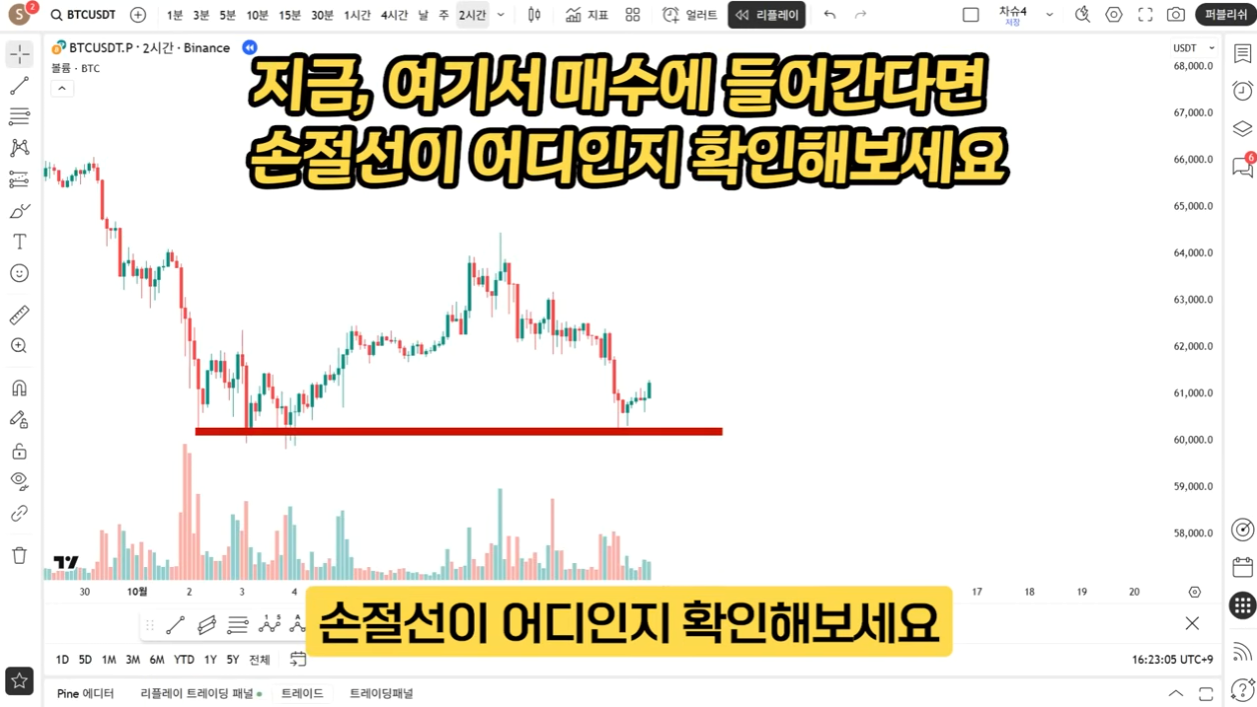 S 2 BTCUSDT 1분 3분 5분 10분 15분 30분 1시간 4시간 날 주 2시간 지표 얼러트 리플레이 차슈4 퍼블리쉬
저장
BTCUSDT.P · 2시간 · Binance
볼륨 · BTC
지금, 여기서 매수에 들어간다면
손절선이 어디인지 확인해보세요
USDT
68,000.0
67,000.0
66,000.0
65,000.0
64,000.0
63,000.0
62,000.0
61,000.0
60,000.0
59,000.0
58,000.0
6
30 10월 2 3 4 17 18 19 20
손절선이 어디인지 확인해보세요
1D 5D 1M 3M 6M YTD 1Y 5Y 전체
16:23:05 UTC+9
Pine 에디터 리플레이 트레이딩 패널 트레이드 트레이딩패널